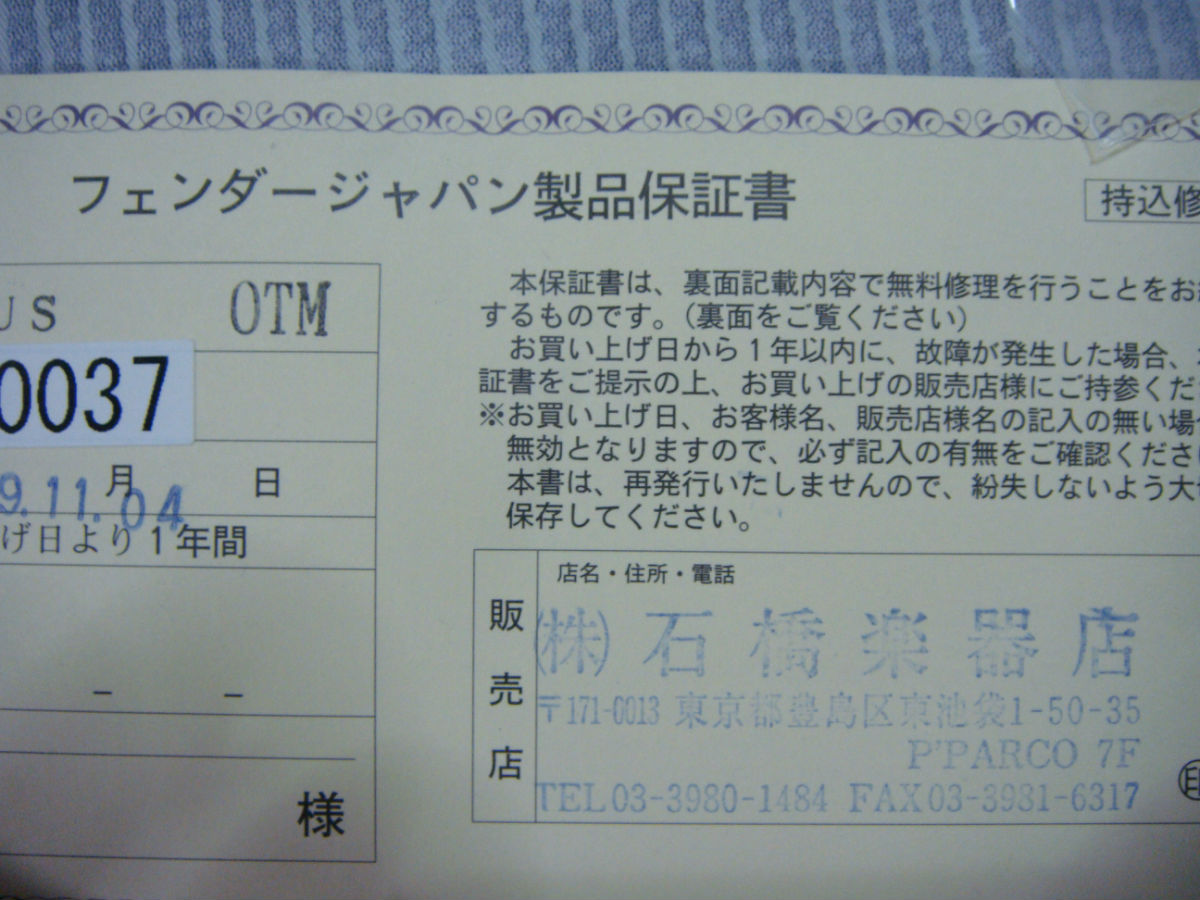 フェンダージャパン製品保証書
持込修
US OTM
0037
9.11.04
月 日
げ日より1年間
- -
様
本保証書は、裏面記載内容で無料修理を行うことをお
するものです。(裏面をご覧ください)
お買い上げ日から1年以内に、故障が発生した場合、
証書をご提示の上、お買い上げの販売店様にご持参くだ
※お買い上げ日、お客様名、販売店様名の記入の無い場
無効となりますので、必ず記入の有無をご確認くださ
本書は、再発行いたしませんので、紛失しないよう大
保存してください。
販売店
店名・住所・電話
(株)石橋楽器店
〒171-0013 東京都豊島区東池袋1-50-35
P'PARCO 7F
TEL03-3980-1484 FAX03-3981-6317
印